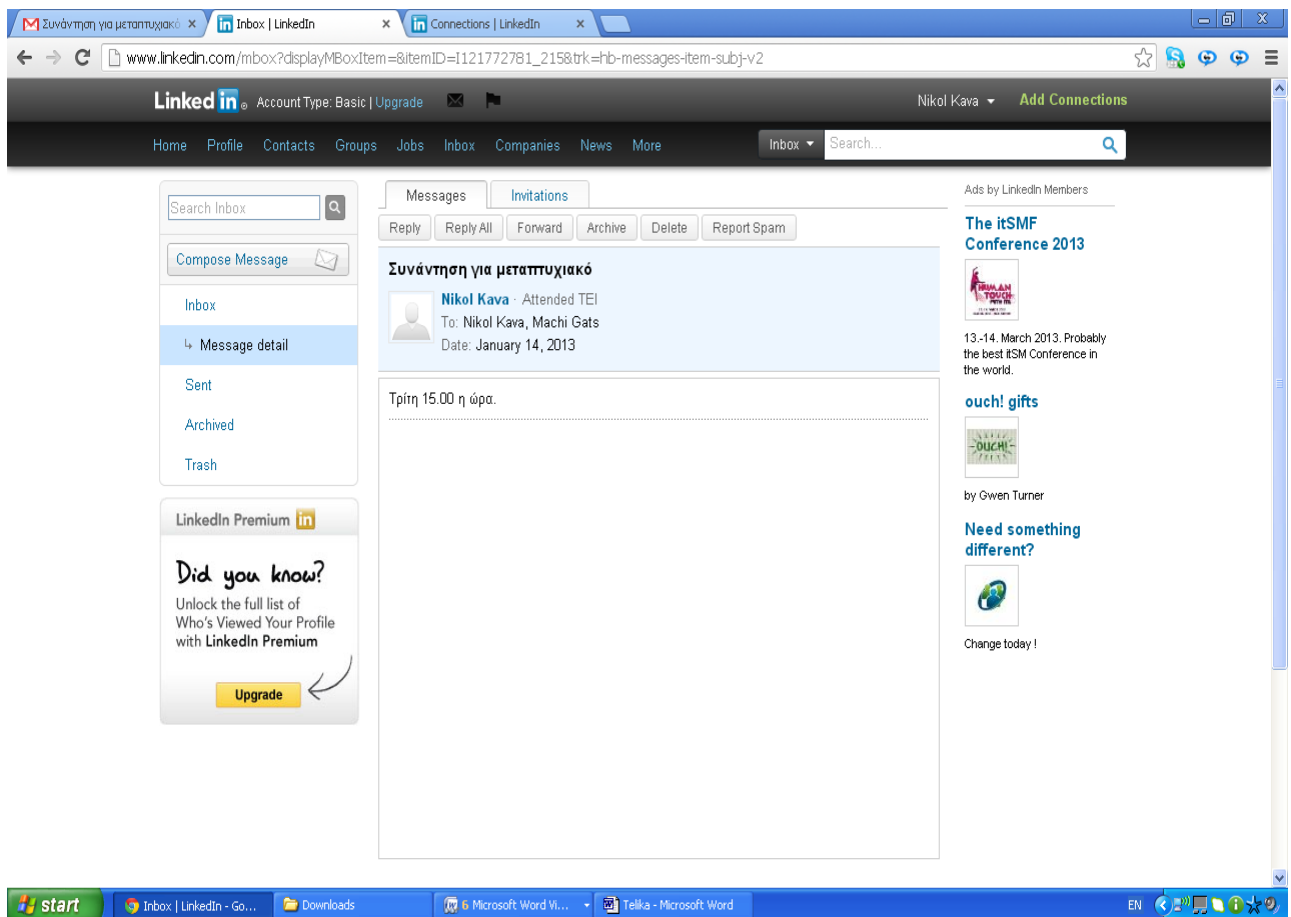 Συνάντηση για μεταπτυχιακό
Inbox | LinkedIn
Connections | LinkedIn
www.linkedin.com/mbox?displayMBoxItem=&itemID=I121772781_215&trk=hb-messages-item-subj-v2
Linked in® Account Type: Basic | Upgrade
Nikol Kava
Add Connections
Home Profile Contacts Groups Jobs Inbox Companies News More
Inbox Search...
Search Inbox
Compose Message
Inbox
↳ Message detail
Sent
Archived
Trash
LinkedIn Premium in
Did you know?
Unlock the full list of
Who's Viewed Your Profile
with LinkedIn Premium
Upgrade
Messages Invitations
Reply Reply All Forward Archive Delete Report Spam
Συνάντηση για μεταπτυχιακό
Nikol Kava · Attended TEI
To: Nikol Kava, Machi Gats
Date: January 14, 2013
Τρίτη 15.00 η ώρα.
Ads by LinkedIn Members
The itSMF
Conference 2013
HUMAN
TOUCH
13.-14. March 2013. Probably
the best itSM Conference in
the world.
ouch! gifts
-OUCH!-
by Gwen Turner
Need something
different?
Change today !
start
Inbox | LinkedIn - Go...
Downloads
6 Microsoft Word Vi...
Telika - Microsoft Word
EN